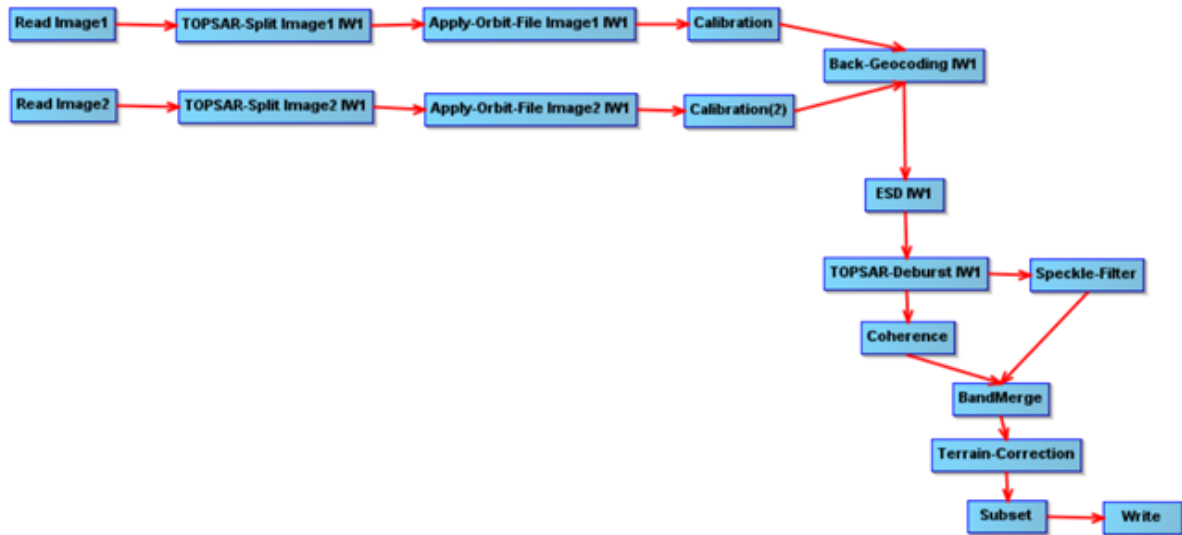 Read Image1
TOPSAR-Split Image1 IW1
Apply-Orbit-File Image1 IW1
Calibration
Back-Geocoding IW1
Read Image2
TOPSAR-Split Image2 IW1
Apply-Orbit-File Image2 IW1
Calibration(2)
ESD IW1
TOPSAR-Deburst IW1
Speckle-Filter
Coherence
BandMerge
Terrain-Correction
Subset
Write